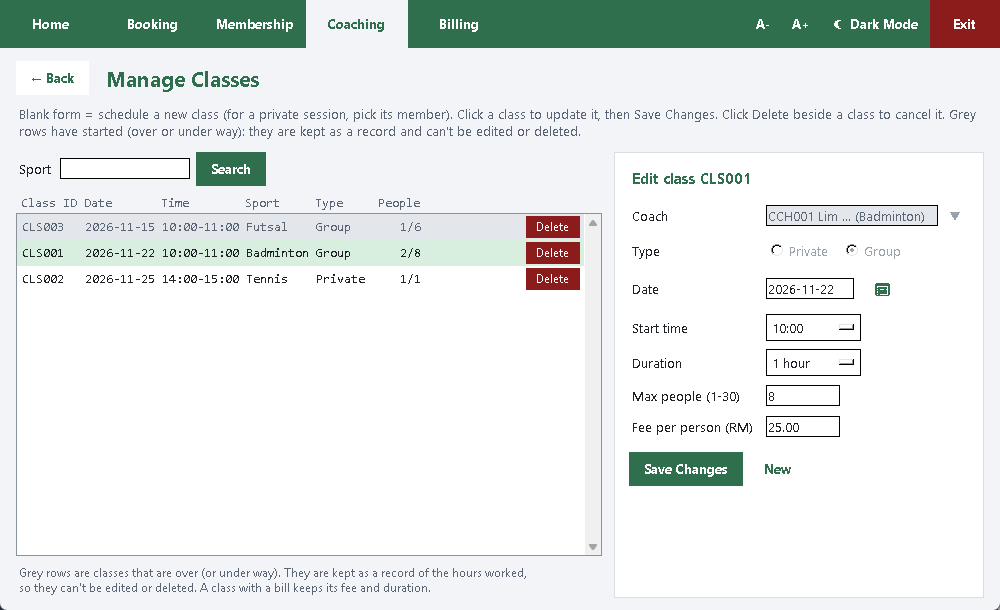 Home Booking Membership Coaching Billing A- A+ ☾ Dark Mode Exit
← Back Manage Classes
Blank form = schedule a new class (for a private session, pick its member). Click a class to update it, then Save Changes. Click Delete beside a class to cancel it. Grey
rows have started (over or under way): they are kept as a record and can't be edited or deleted.
Sport Search
Class ID Date Time Sport Type People
CLS003 2026-11-15 10:00-11:00 Futsal Group 1/6 Delete
CLS001 2026-11-22 10:00-11:00 Badminton Group 2/8 Delete
CLS002 2026-11-25 14:00-15:00 Tennis Private 1/1 Delete
Grey rows are classes that are over (or under way). They are kept as a record of the hours worked,
so they can't be edited or deleted. A class with a bill keeps its fee and duration.
Edit class CLS001
Coach CCH001 Lim ... (Badminton)
Type Private Group
Date 2026-11-22
Start time 10:00
Duration 1 hour
Max people (1-30) 8
Fee per person (RM) 25.00
Save Changes New